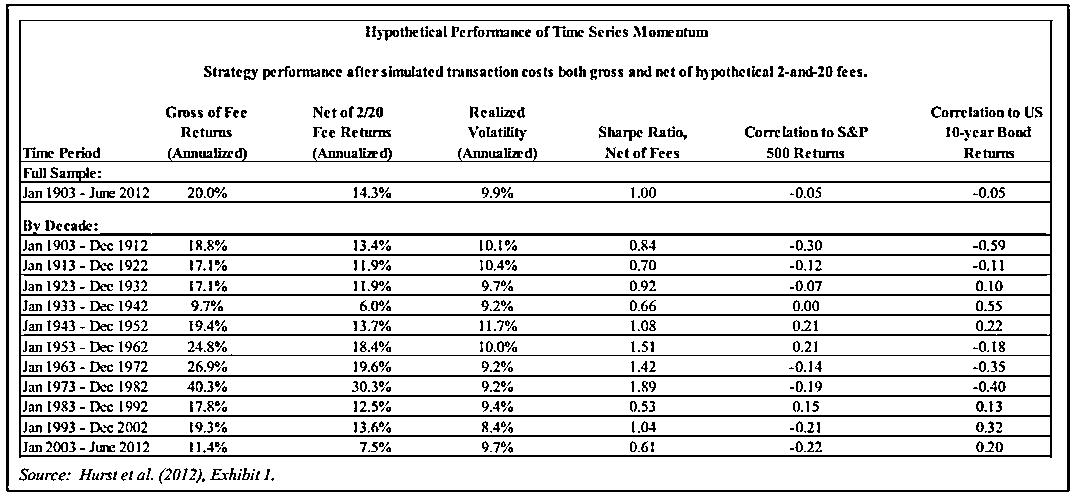 Hypothetical Performance of Time Series Momentum
Strategy performance after simulated transaction costs both gross and net of hypothetical 2-and-20 fees.
Time Period Gross of Fee Returns (Annualized) Net of 2/20 Fee Returns (Annualized) Realized Volatility (Annualized) Sharpe Ratio, Net of Fees Correlation to S&P 500 Returns Correlation to US 10-year Bond Returns
Full Sample:
Jan 1903 - June 2012 20.0% 14.3% 9.9% 1.00 -0.05 -0.05
By Decade:
Jan 1903 - Dec 1912 18.8% 13.4% 10.1% 0.84 -0.30 -0.59
Jan 1913 - Dec 1922 17.1% 11.9% 10.4% 0.70 -0.12 -0.11
Jan 1923 - Dec 1932 17.1% 11.9% 9.7% 0.92 -0.07 0.10
Jan 1933 - Dec 1942 9.7% 6.0% 9.2% 0.66 0.00 0.55
Jan 1943 - Dec 1952 19.4% 13.7% 11.7% 1.08 0.21 0.22
Jan 1953 - Dec 1962 24.8% 18.4% 10.0% 1.51 0.21 -0.18
Jan 1963 - Dec 1972 26.9% 19.6% 9.2% 1.42 -0.14 -0.35
Jan 1973 - Dec 1982 40.3% 30.3% 9.2% 1.89 -0.19 -0.40
Jan 1983 - Dec 1992 17.8% 12.5% 9.4% 0.53 0.15 0.13
Jan 1993 - Dec 2002 19.3% 13.6% 8.4% 1.04 -0.21 0.32
Jan 2003 - June 2012 11.4% 7.5% 9.7% 0.61 -0.22 0.20
Source: Hurst et al. (2012), Exhibit 1.